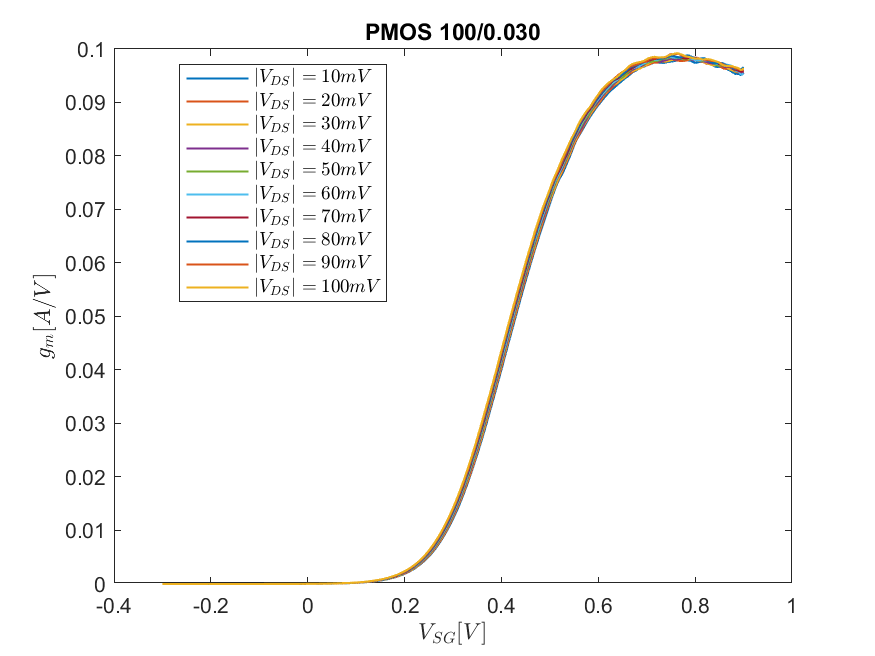 PMOS 100/0.030
0.1
0.09
0.08
0.07
0.06
0.05
0.04
0.03
0.02
0.01
0
g_m[A/V]
|V_DS| = 10mV
|V_DS| = 20mV
|V_DS| = 30mV
|V_DS| = 40mV
|V_DS| = 50mV
|V_DS| = 60mV
|V_DS| = 70mV
|V_DS| = 80mV
|V_DS| = 90mV
|V_DS| = 100mV
-0.4 -0.2 0 0.2 0.4 0.6 0.8 1
V_SG[V]